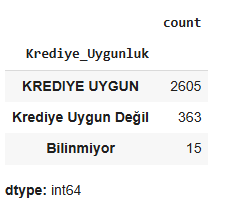 count
Krediye_Uygunluk
KREDIYE UYGUN 2605
Krediye Uygun Değil 363
Bilinmiyor 15
dtype: int64